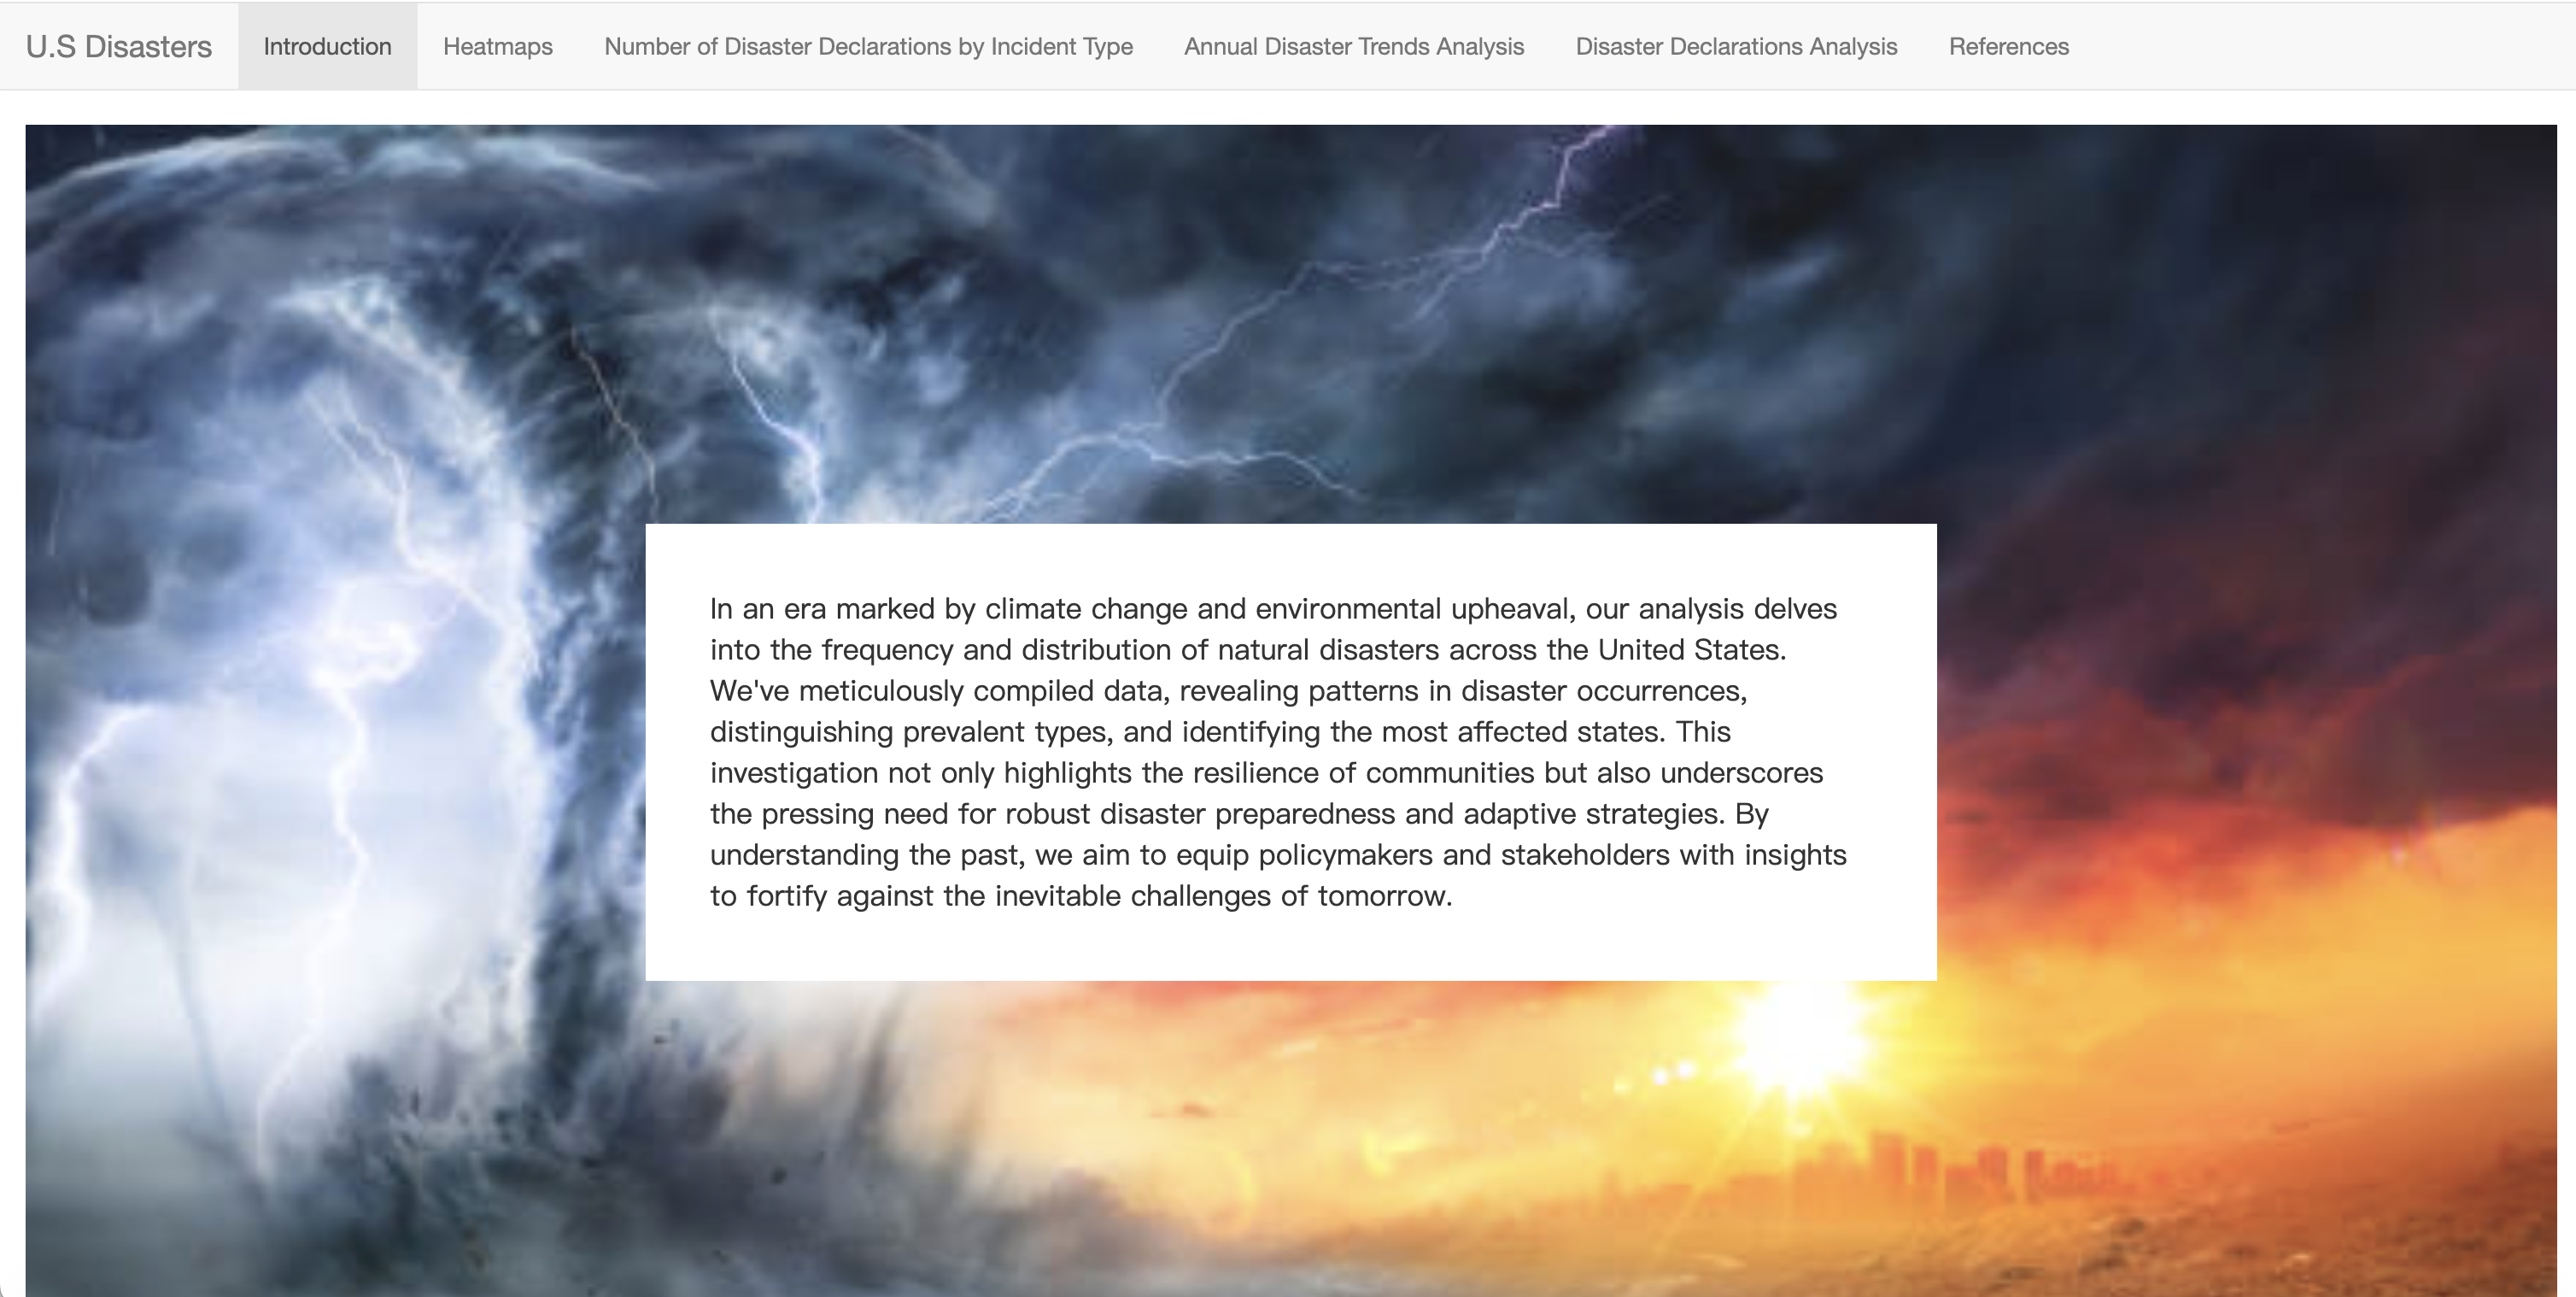 U.S Disasters Introduction Heatmaps Number of Disaster Declarations by Incident Type Annual Disaster Trends Analysis Disaster Declarations Analysis References
In an era marked by climate change and environmental upheaval, our analysis delves
into the frequency and distribution of natural disasters across the United States.
We've meticulously compiled data, revealing patterns in disaster occurrences,
distinguishing prevalent types, and identifying the most affected states. This
investigation not only highlights the resilience of communities but also underscores
the pressing need for robust disaster preparedness and adaptive strategies. By
understanding the past, we aim to equip policymakers and stakeholders with insights
to fortify against the inevitable challenges of tomorrow.